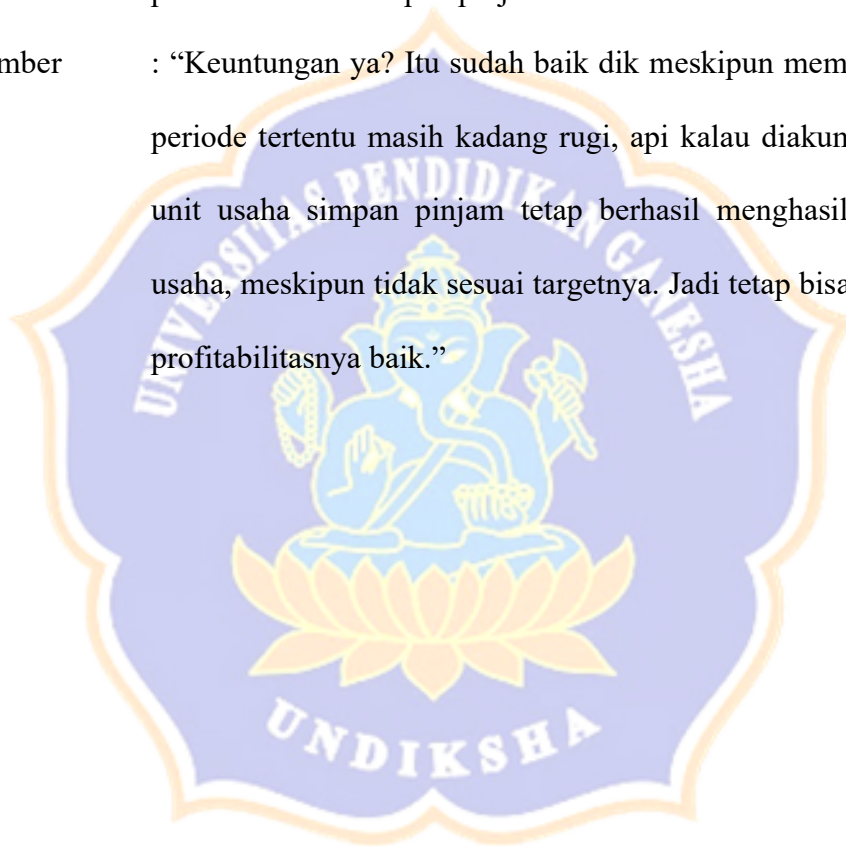 mber : “Keuntungan ya? Itu sudah baik dik meskipun mem
periode tertentu masih kadang rugi, api kalau diakun
unit usaha simpan pinjam tetap berhasil menghasil
usaha, meskipun tidak sesuai targetnya. Jadi tetap bisa
profitabilitasnya baik.”
UNIVERSITAS PENDIDIKAN GANESHA
UNDIKSHA